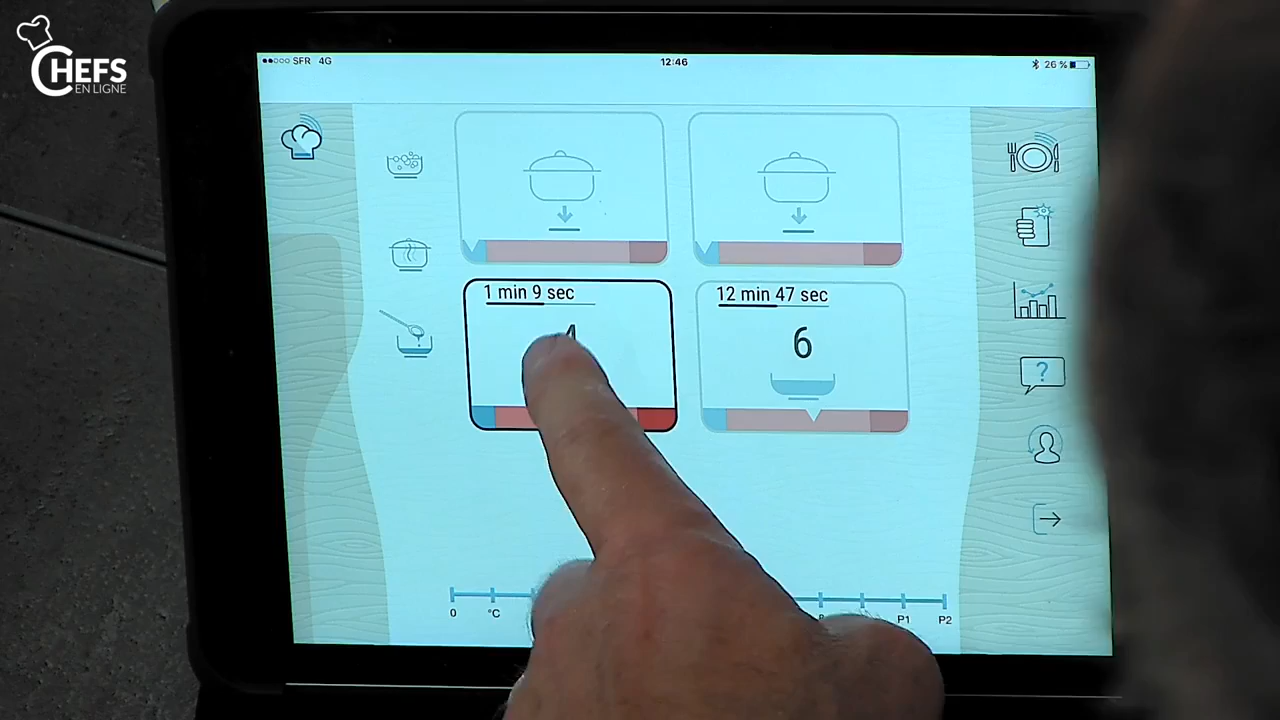 CHEFS
EN LIGNE
SFR 4G
12:46
26 %
1 min 9 sec
12 min 47 sec
6
?
0 °C P1 P2